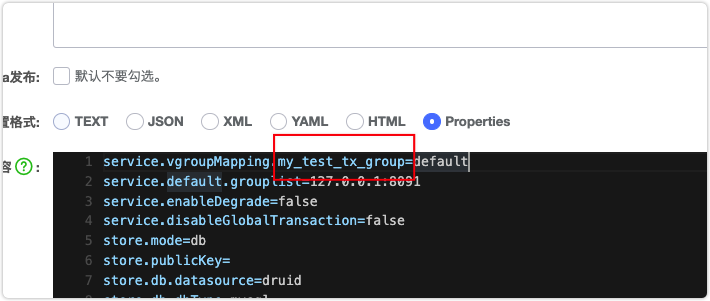 a发布:
默认不要勾选。
置格式:
TEXT
JSON
XML
YAML
HTML
Properties
容 ? :
1 service.vgroupMapping.my_test_tx_group=default
2 service.default.grouplist=127.0.0.1:8091
3 service.enableDegrade=false
4 service.disableGlobalTransaction=false
5 store.mode=db
6 store.publicKey=
7 store.db.datasource=druid